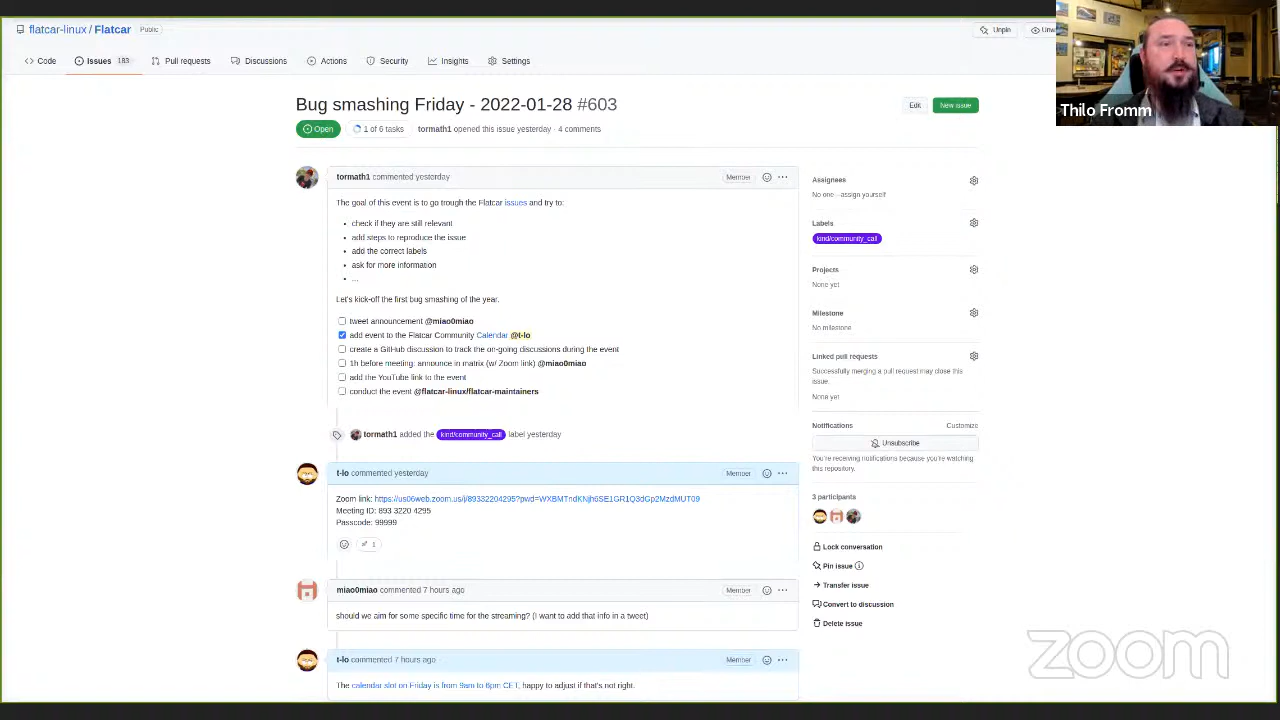 flatcar-linux / Flatcar Public
Unpin
Code
Issues 183
Pull requests
Discussions
Actions
Security
Insights
Settings
Thilo Fromm
Bug smashing Friday - 2022-01-28 #603
Edit
New issue
Open
1 of 6 tasks
tormath1 opened this issue yesterday · 4 comments
tormath1 commented yesterday
Member
The goal of this event is to go trough the Flatcar issues and try to:
• check if they are still relevant
• add steps to reproduce the issue
• add the correct labels
• ask for more information
• ...
Let's kick-off the first bug smashing of the year.
tweet announcement @miao0miao
add event to the Flatcar Community Calendar @t-lo
create a GitHub discussion to track the on-going discussions during the event
1h before meeting: announce in matrix (w/ Zoom link) @miao0miao
add the YouTube link to the event
conduct the event @flatcar-linux/flatcar-maintainers
tormath1 added the kind/community_call label yesterday
t-lo commented yesterday
Member
Zoom link: https://us06web.zoom.us/j/89332204295?pwd=WXBMTndKNjh6SE1GR1Q3dGp2MzdMUT09
Meeting ID: 893 3220 4295
Passcode: 99999
1
miao0miao commented 7 hours ago
Member
should we aim for some specific time for the streaming? (I want to add that info in a tweet)
t-lo commented 7 hours ago
Member
The calendar slot on Friday is from 9am to 6pm CET, happy to adjust if that's not right.
Assignees
No one—assign yourself
Labels
kind/community_call
Projects
None yet
Milestone
No milestone
Linked pull requests
Successfully merging a pull request may close this
issue.
None yet
Notifications
Customize
Unsubscribe
You're receiving notifications because you're watching
this repository.
3 participants
Lock conversation
Pin issue
Transfer issue
Convert to discussion
Delete issue
zoom